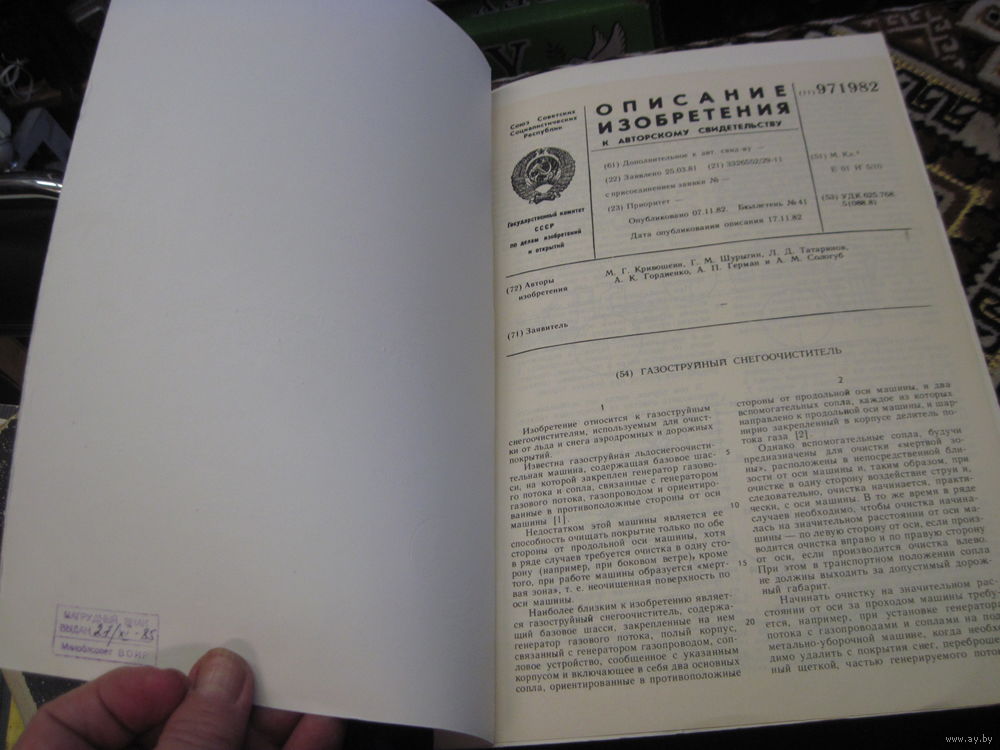 Союз Советских
Социалистических
Республик
Государственный комитет
СССР
по делам изобретений
и открытий
ОПИСАНИЕ
ИЗОБРЕТЕНИЯ
К АВТОРСКОМУ СВИДЕТЕЛЬСТВУ
(11) 971982
(61) Дополнительное к авт. свид-ву —
(22) Заявлено 25.03.81 (21) 3326552/29-11
с присоединением заявки № —
(23) Приоритет —
Опубликовано 07.11.82. Бюллетень № 41
Дата опубликования описания 17.11.82
(51) М. Кл.³
E 01 H 5/10
(53) УДК 625.768.
5(088.8)
(72) Авторы
изобретения
М. Г. Кривошеин, Г. М. Шурыгин, Л. Д. Татаринов,
А. К. Гордиенко, А. П. Герман и А. М. Сологуб
(71) Заявитель
—
(54) ГАЗОСТРУЙНЫЙ СНЕГООЧИСТИТЕЛЬ
1
Изобретение относится к газоструйным
снегоочистителям, используемым для очист-
ки от льда и снега аэродромных и дорожных
покрытий.
Известна газоструйная льдоснегоочисти-
тельная машина, содержащая базовое шас-
си, на которой закреплен генератор газово-
го потока и сопла, связанные с генератором
газового потока, газопроводом и ориентиро-
ванные в противоположные стороны от оси
машины [1].
Недостатком этой машины является ее
способность очищать покрытие только по обе
стороны от продольной оси машины, хотя
в ряде случаев требуется очистка в одну сто-
рону (например, при боковом ветре), кроме
того, при работе машины образуется «мерт-
вая зона», т. е. неочищенная поверхность по
оси машины.
Наиболее близким к изобретению являет-
ся газоструйный снегоочиститель, содержа-
щий базовое шасси, закрепленные на нем
генератор газового потока, полый корпус,
связанный с генератором газопроводом, соп-
ловое устройство, сообщенное с указанным
корпусом и включающее в себя два основных
сопла, ориентированные в противоположные
5
10
15
20
2
стороны от продольной оси машины, и два
вспомогательных сопла, каждое из которых
направлено к продольной оси машины, и шар-
нирно закрепленный в корпусе делитель по-
тока газа [2].
Однако вспомогательные сопла, будучи
предназначены для очистки «мертвой зо-
ны», расположены в непосредственной бли-
зости от оси машины и, таким образом, при
очистке в одну сторону воздействие струи и,
следовательно, очистка начинается, практи-
чески, с оси машины. В то же время в ряде
случаев необходимо, чтобы очистка начина-
лась на значительном расстоянии от оси ма-
шины — по левую сторону от оси, если произ-
водится очистка вправо и по правую сторону
от оси, если производится очистка влево.
При этом в транспортном положении сопла
не должны выходить за допустимый дорож-
ный габарит.
Начинать очистку на значительном рас-
стоянии от оси за проходом машины требу-
ется, например, при установке генератора
потока с газопроводами и соплами на под
метально-уборочной машине, когда необхо-
димо удалить с покрытия снег, переброше
ный щеткой, частью генерируемого пото
НАГРУДНЫЙ ЗНАК
ВЫДАН 27/XI-85
Миноблсовет ВОИР
www.ay.by